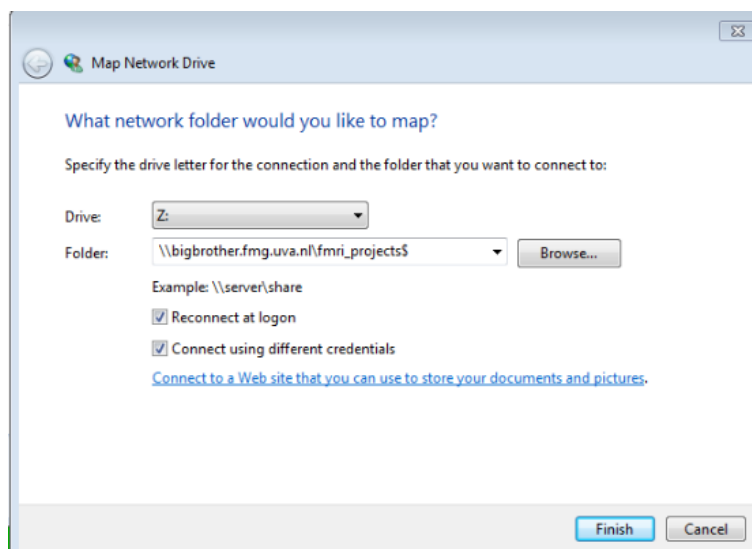 Map Network Drive
What network folder would you like to map?
Specify the drive letter for the connection and the folder that you want to connect to:
Drive: Z:
Folder: \\bigbrother.fmg.uva.nl\fmri_projects$ Browse...
Example: \\server\share
Reconnect at logon
Connect using different credentials
Connect to a Web site that you can use to store your documents and pictures.
Finish Cancel